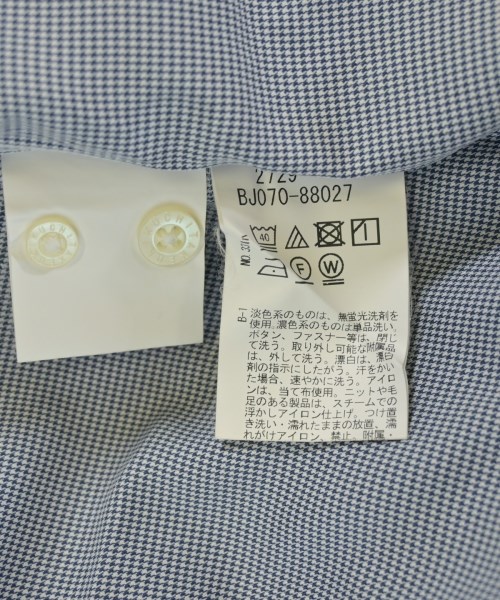 2729
BJ070-88027
40
F
W
B-1
淡色系のものは、無蛍光洗剤を
使用。濃色系のものは単品洗い。
ボタン、ファスナー等は、閉じ
て洗う。取り外し可能な附属品
は、外して洗う。漂白は、漂白
剤の指示にしたがう。汗をかい
た場合、速やかに洗う。アイロ
ンは、当て布使用。ニットや毛
足のある製品は、スチームでの
浮かしアイロン仕上げ。つけ置
き洗い・濡れたままの放置、濡
れがけアイロン、禁止。附属・